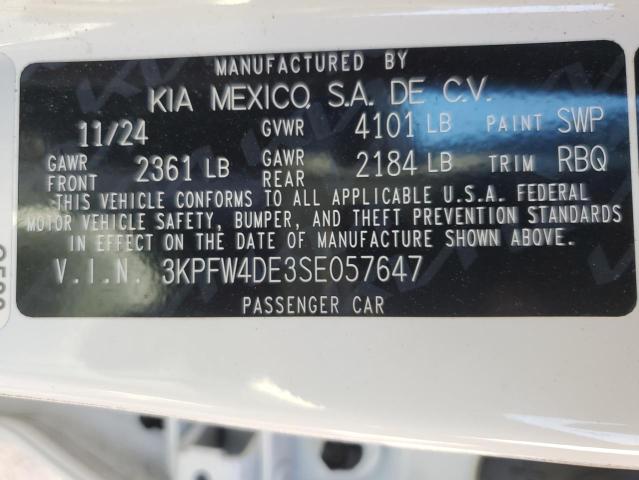 MANUFACTURED BY
KIA MEXICO, S.A. DE C.V.
11/24 GVWR 4101 LB PAINT SWP
GAWR FRONT 2361 LB GAWR REAR 2184 LB TRIM RBQ
THIS VEHICLE CONFORMS TO ALL APPLICABLE U.S.A. FEDERAL
MOTOR VEHICLE SAFETY, BUMPER, AND THEFT PREVENTION STANDARDS
IN EFFECT ON THE DATE OF MANUFACTURE SHOWN ABOVE.
V.I.N. 3KPFW4DE3SE057647
PASSENGER CAR